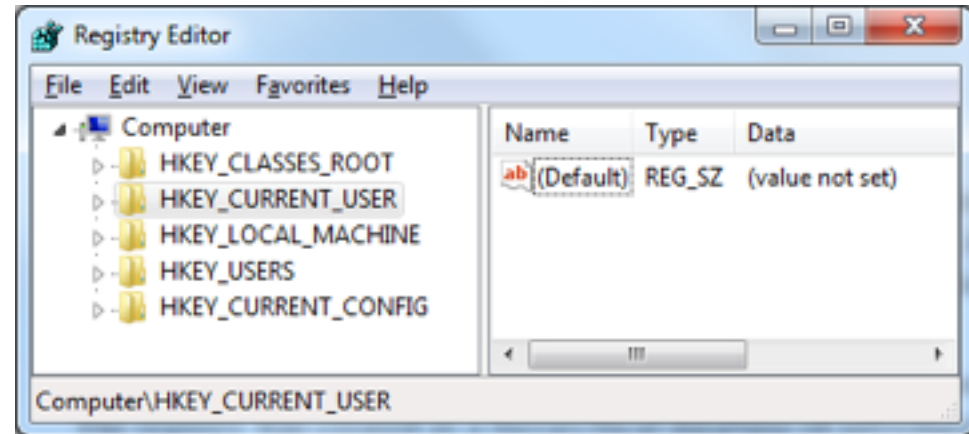 Registry Editor
File Edit View Favorites Help
Computer
HKEY_CLASSES_ROOT
HKEY_CURRENT_USER
HKEY_LOCAL_MACHINE
HKEY_USERS
HKEY_CURRENT_CONFIG
Name Type Data
ab (Default) REG_SZ (value not set)
Computer\HKEY_CURRENT_USER